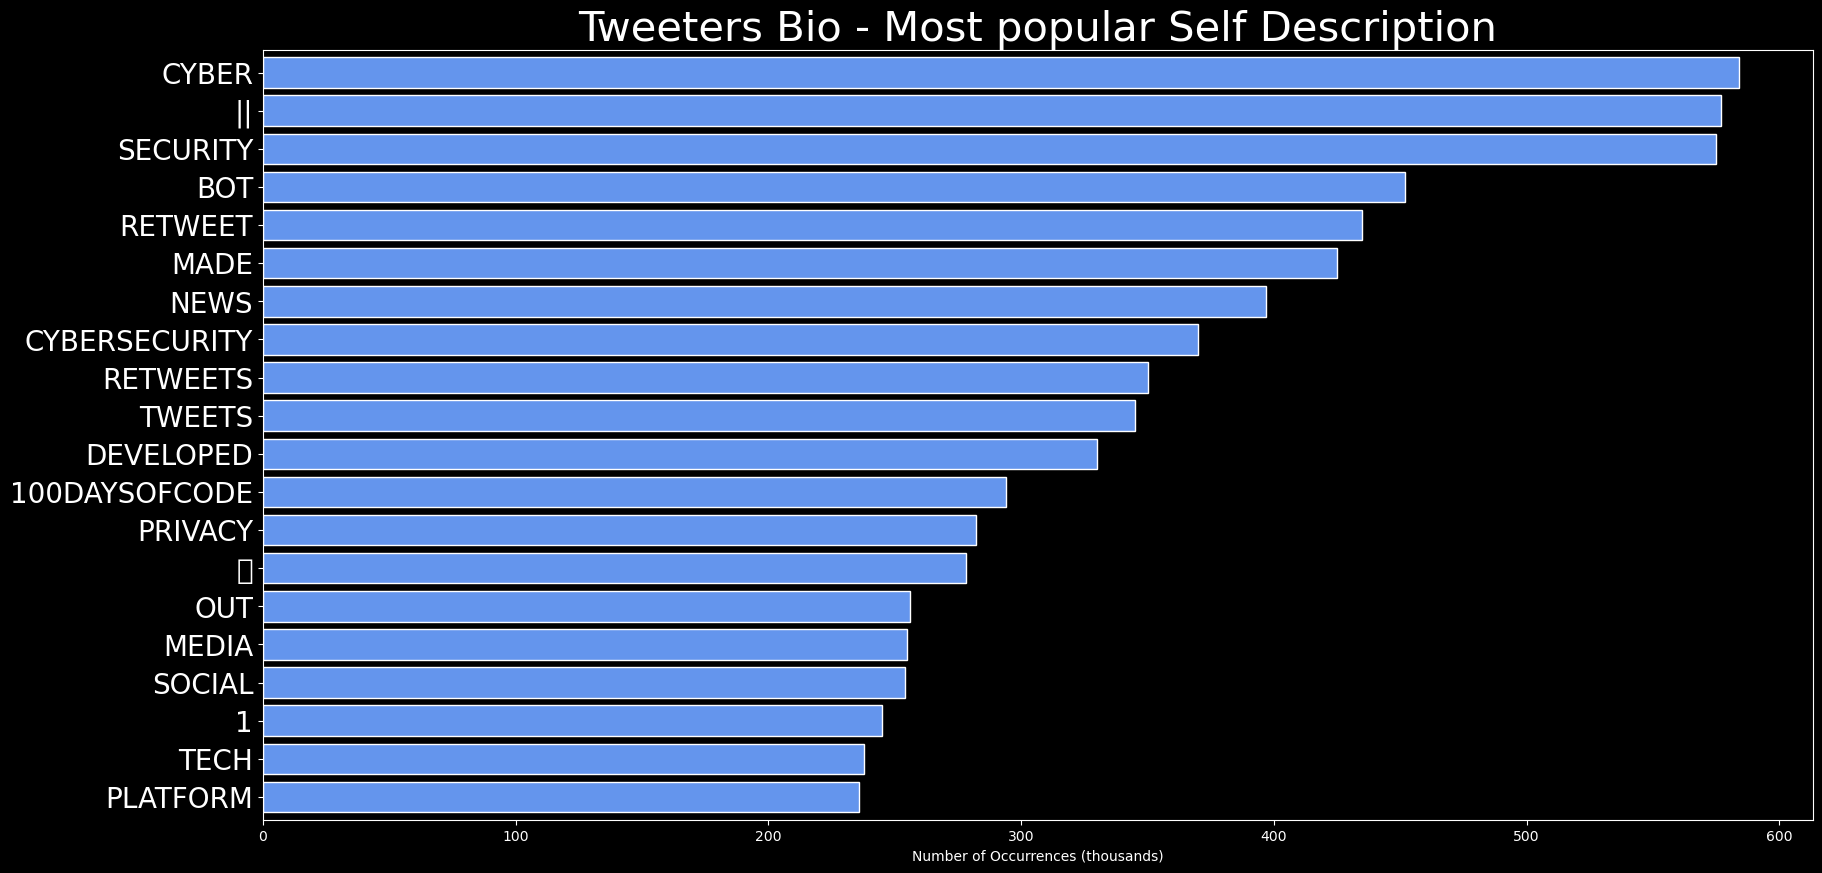 Tweeters Bio - Most popular Self Description
CYBER
||
SECURITY
BOT
RETWEET
MADE
NEWS
CYBERSECURITY
RETWEETS
TWEETS
DEVELOPED
100DAYSOFCODE
PRIVACY
OUT
MEDIA
SOCIAL
1
TECH
PLATFORM
0 100 200 300 400 500 600
Number of Occurrences (thousands)